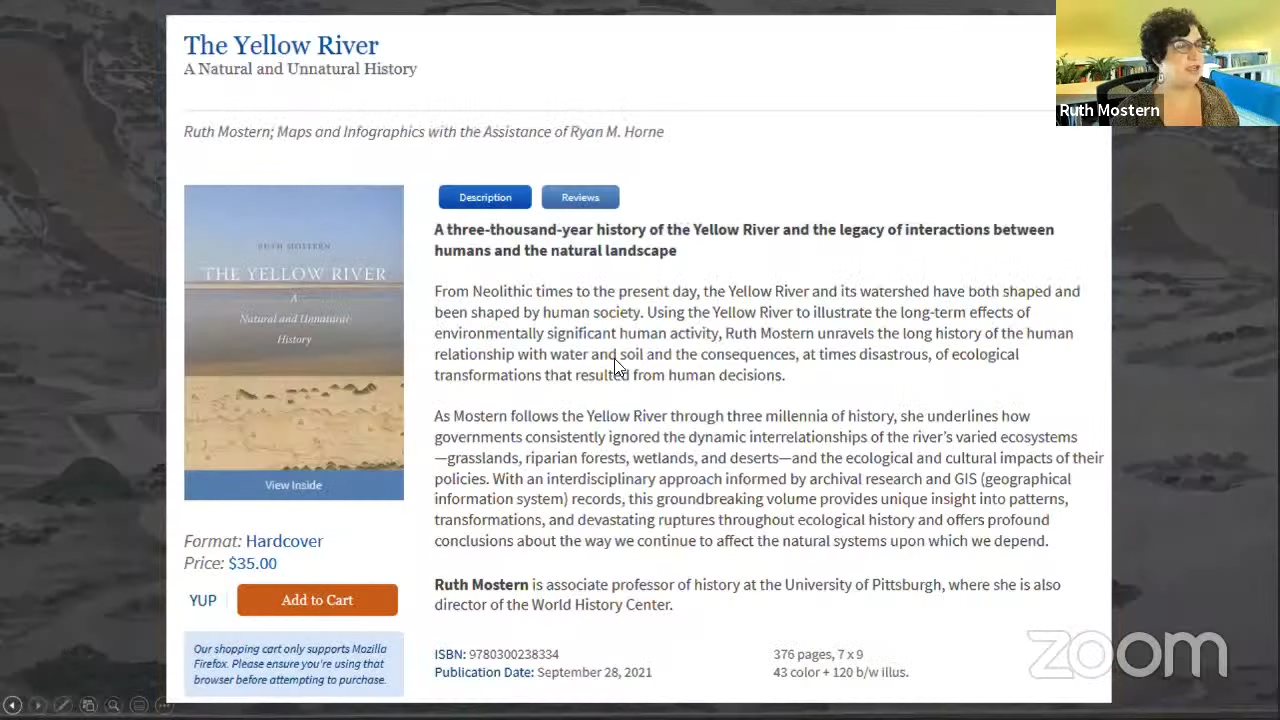 The Yellow River
A Natural and Unnatural History
Ruth Mostern
Ruth Mostern; Maps and Infographics with the Assistance of Ryan M. Horne
RUTH MOSTERN
THE YELLOW RIVER
A
Natural and Unnatural
History
View Inside
Format: Hardcover
Price: $35.00
YUP
Add to Cart
Our shopping cart only supports Mozilla
Firefox. Please ensure you're using that
browser before attempting to purchase.
Description
Reviews
A three-thousand-year history of the Yellow River and the legacy of interactions between
humans and the natural landscape
From Neolithic times to the present day, the Yellow River and its watershed have both shaped and
been shaped by human society. Using the Yellow River to illustrate the long-term effects of
environmentally significant human activity, Ruth Mostern unravels the long history of the human
relationship with water and soil and the consequences, at times disastrous, of ecological
transformations that resulted from human decisions.
As Mostern follows the Yellow River through three millennia of history, she underlines how
governments consistently ignored the dynamic interrelationships of the river's varied ecosystems
—grasslands, riparian forests, wetlands, and deserts—and the ecological and cultural impacts of their
policies. With an interdisciplinary approach informed by archival research and GIS (geographical
information system) records, this groundbreaking volume provides unique insight into patterns,
transformations, and devastating ruptures throughout ecological history and offers profound
conclusions about the way we continue to affect the natural systems upon which we depend.
Ruth Mostern is associate professor of history at the University of Pittsburgh, where she is also
director of the World History Center.
ISBN: 9780300238334
Publication Date: September 28, 2021
376 pages, 7 x 9
43 color + 120 b/w illus.
zoom